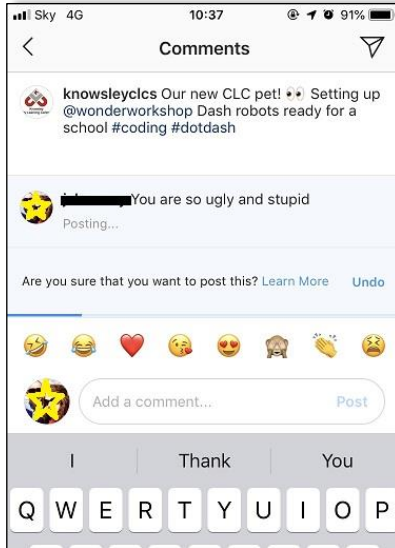 Sky 4G 10:37 91%
Comments
knowsleyclcs Our new CLC pet! 👀 Setting up
@wonderworkshop Dash robots ready for a
school #coding #dotdash
You are so ugly and stupid
Posting...
Are you sure that you want to post this? Learn More Undo
Add a comment... Post
I Thank You
Q W E R T Y U I O P